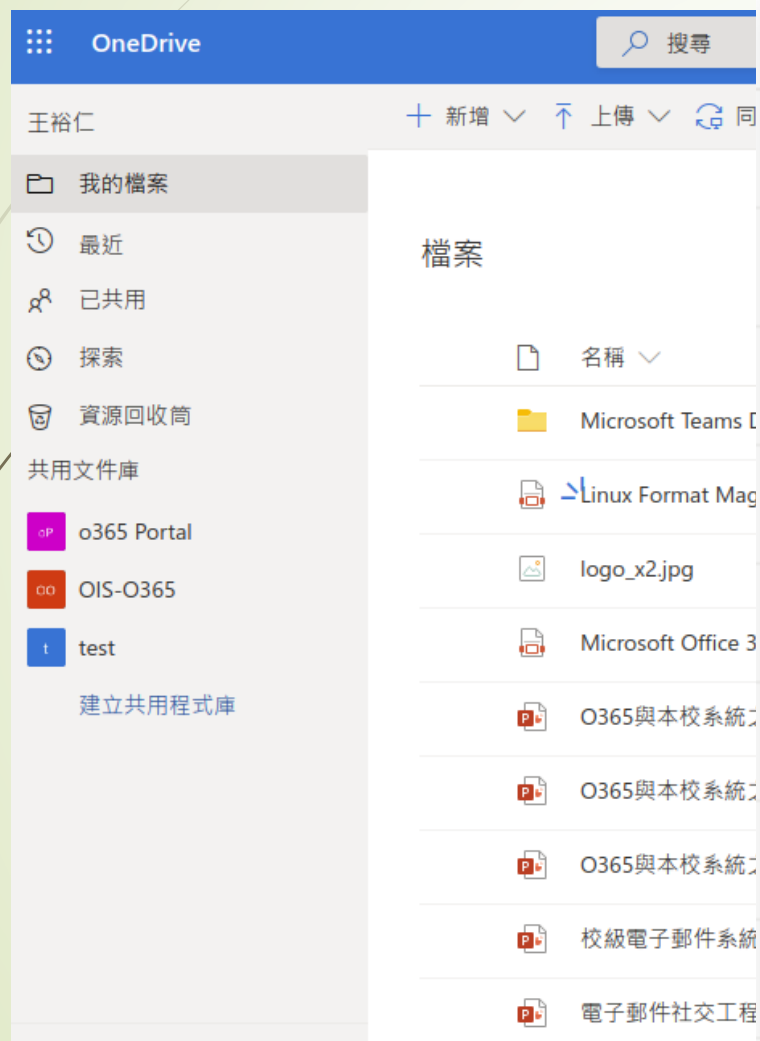 OneDrive
搜尋
王裕仁
新增
上傳
同
我的檔案
最近
已共用
探索
資源回收筒
共用文件庫
oP
o365 Portal
OO
OIS-O365
t
test
建立共用程式庫
檔案
名稱
Microsoft Teams
Linux Format Mag
logo_x2.jpg
Microsoft Office 3
O365與本校系統
O365與本校系統
O365與本校系統
校級電子郵件系統
電子郵件社交工程